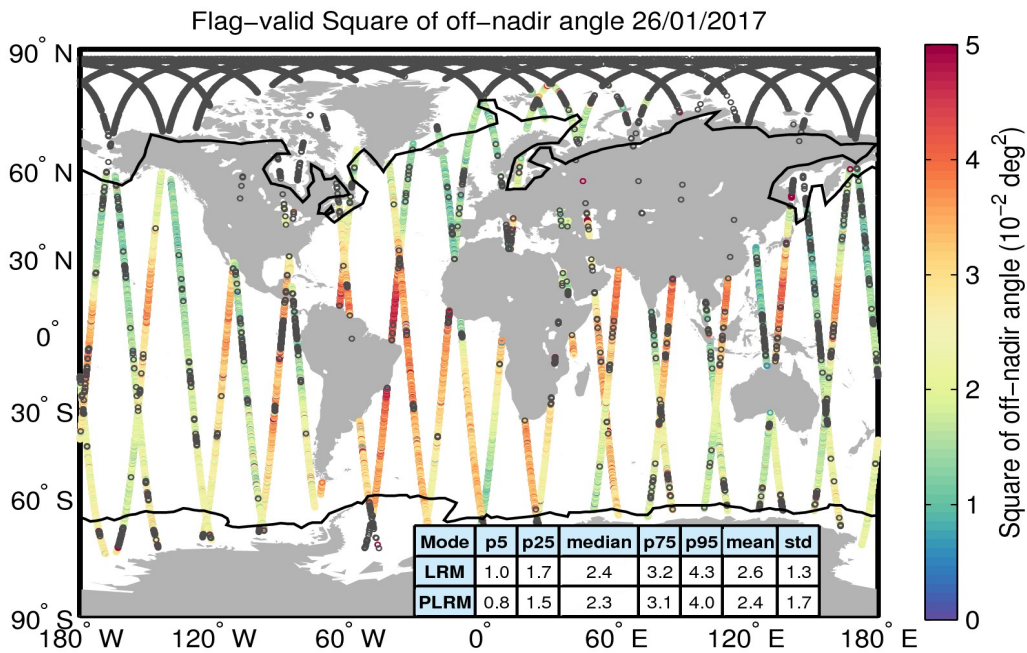 Flag−valid Square of off−nadir angle 26/01/2017
90° N
60° N
30° N
0°
30° S
60° S
90° S
180° W
120° W
60° W
0°
60° E
120° E
180° E
Mode p5 p25 median p75 p95 mean std
LRM 1.0 1.7 2.4 3.2 4.3 2.6 1.3
PLRM 0.8 1.5 2.3 3.1 4.0 2.4 1.7
5
4
3
2
1
0
Square of off−nadir angle (10⁻² deg²)